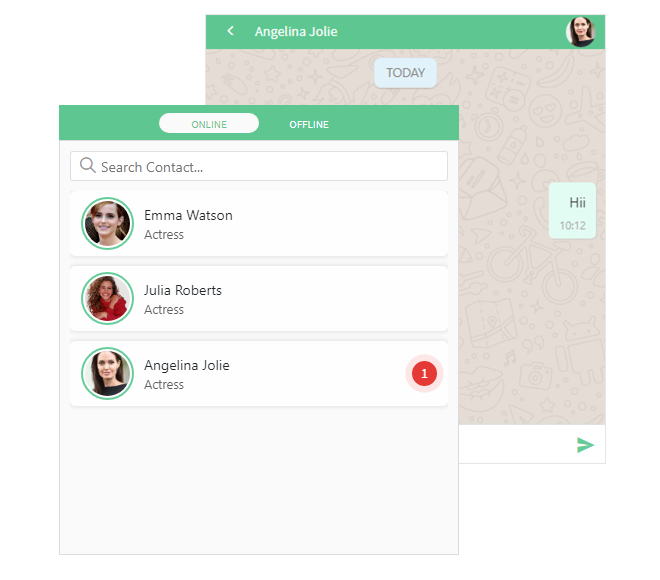 Angelina Jolie
TODAY
Hii
10:12
ONLINE
OFFLINE
Search Contact...
Emma Watson
Actress
Julia Roberts
Actress
Angelina Jolie
Actress
1